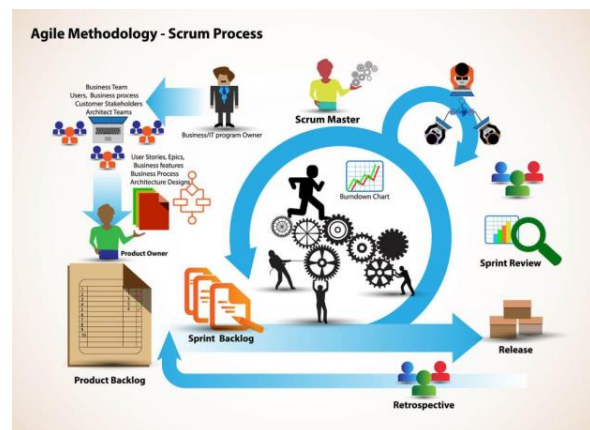 Agile Methodology - Scrum Process
Business Team
Users, Business process
Customer Stakeholders
Architect Teams
Business/IT program Owner
Scrum Master
User Stories, Epics,
Business features
Business Process
Architecture Designs
Burndown Chart
Product Owner
Sprint Review
Sprint Backlog
Release
Product Backlog
Retrospective